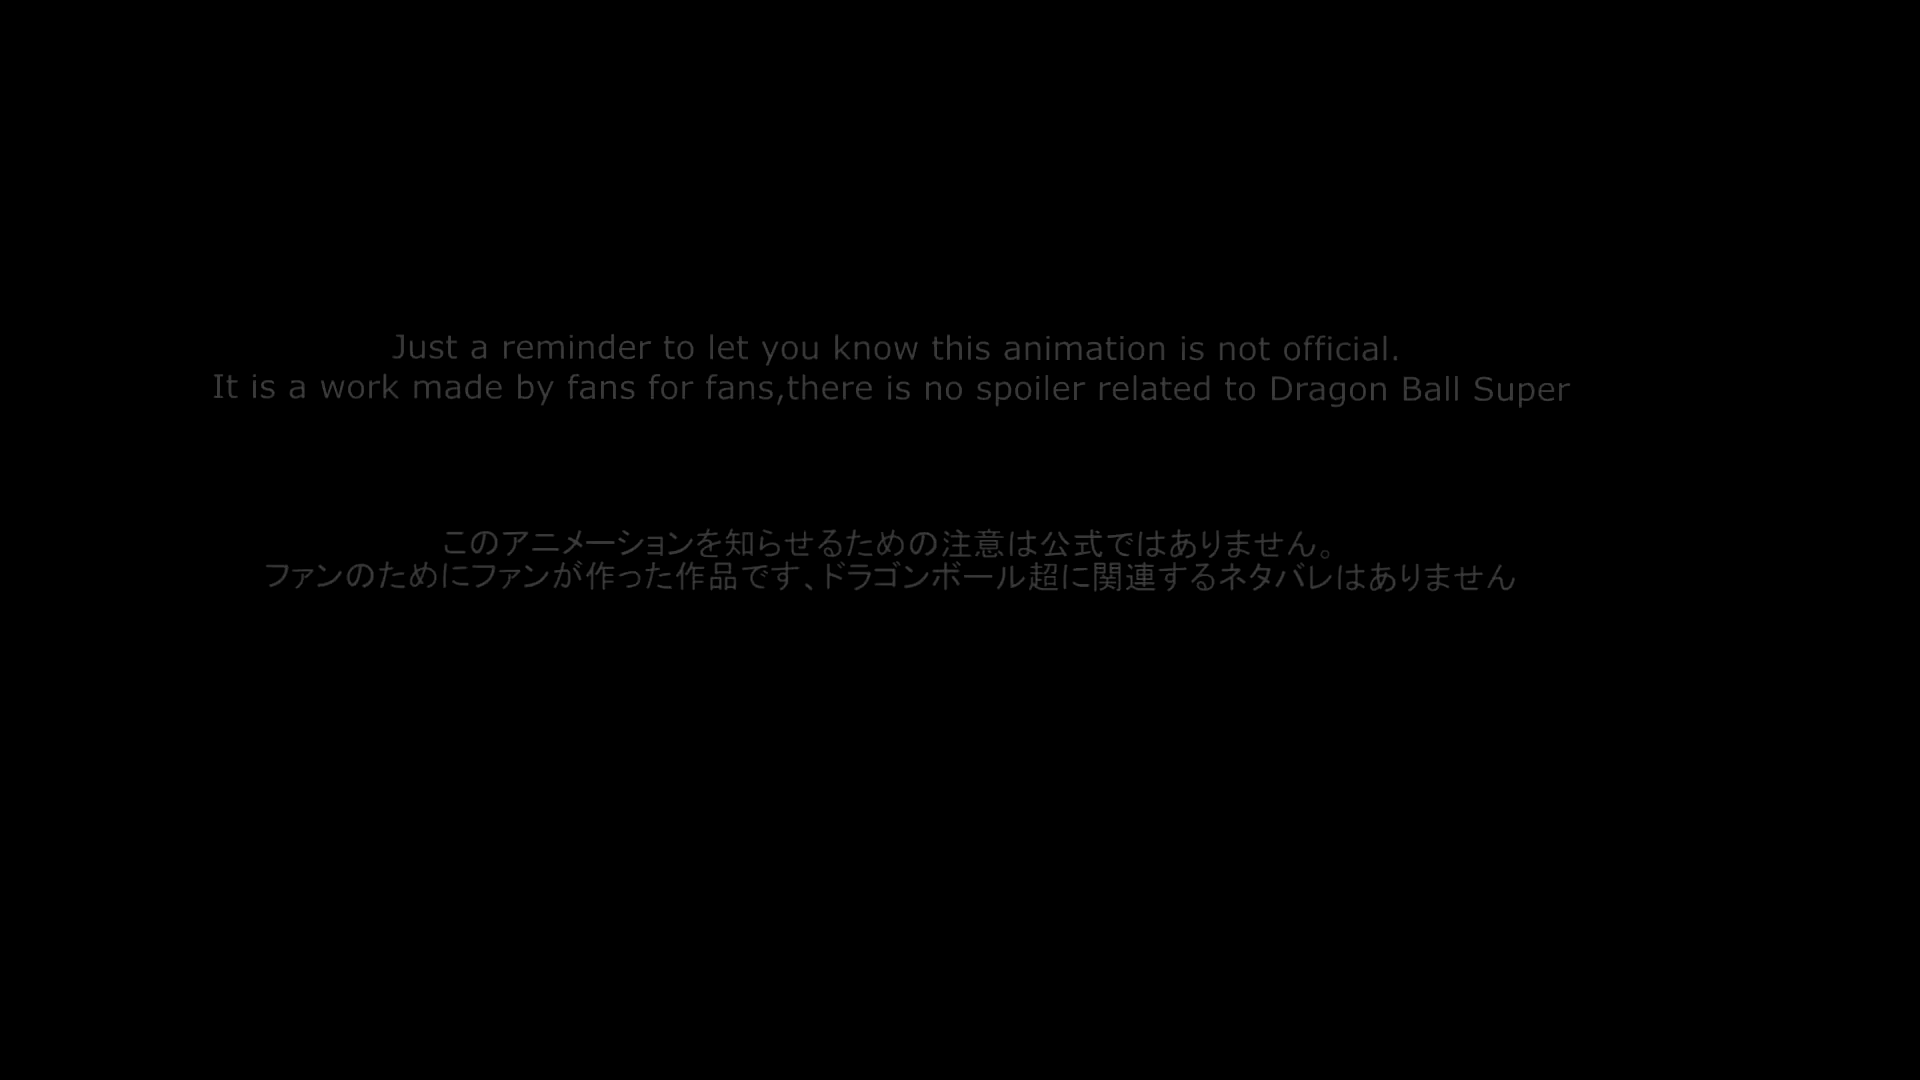 Just a reminder to let you know this animation is not official.
It is a work made by fans for fans,there is no spoiler related to Dragon Ball Super
このアニメーションを知らせるための注意は公式ではありません。
ファンのためにファンが作った作品です、ドラゴンボール超に関連するネタバレはありません